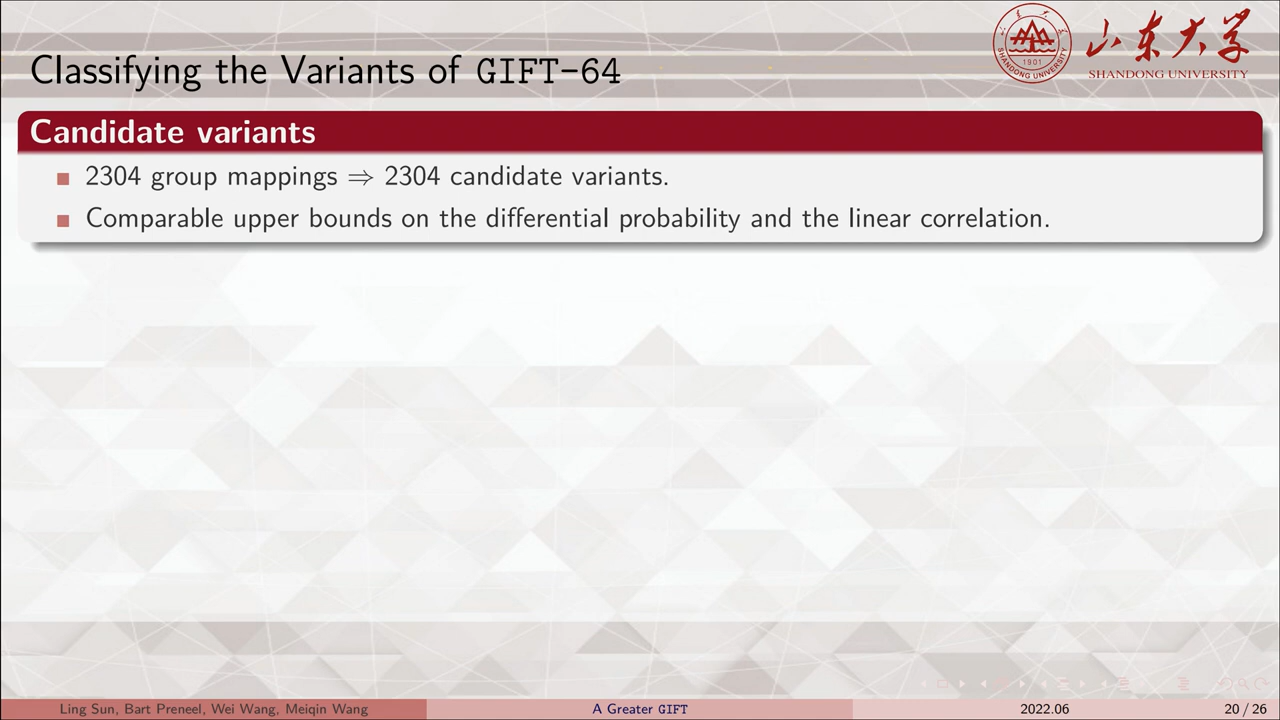 山东大学
1901
SHANDONG UNIVERSITY
SHANDONG UNIVERSITY
Classifying the Variants of GIFT-64
Candidate variants
2304 group mappings ⇒ 2304 candidate variants.
Comparable upper bounds on the differential probability and the linear correlation.
Ling Sun, Bart Preneel, Wei Wang, Meiqin Wang
A Greater GIFT
2022.06
20 / 26